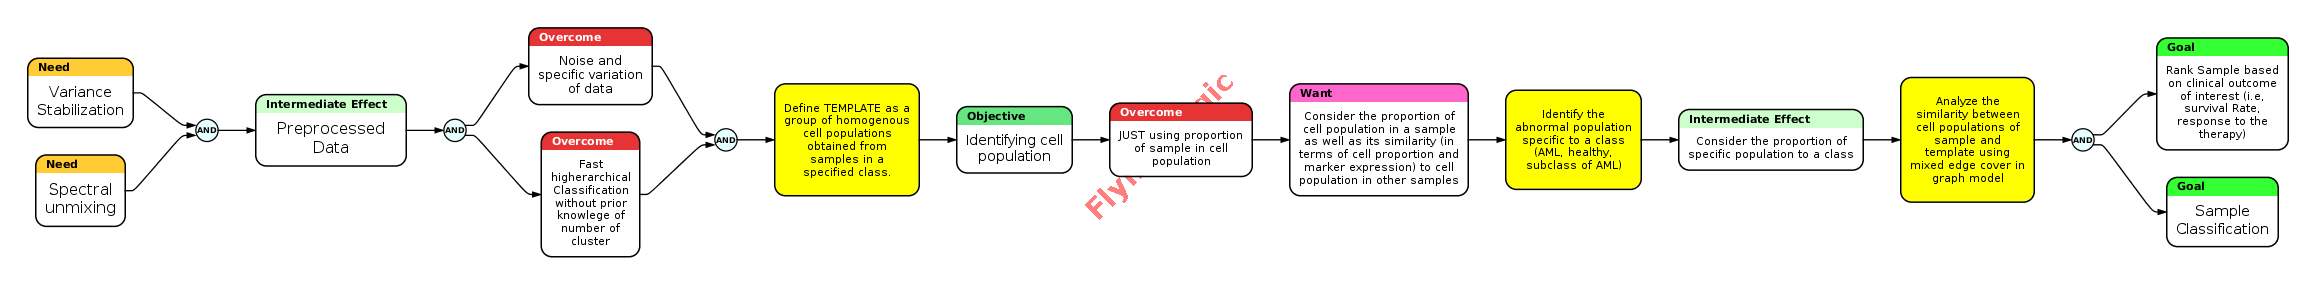 Need
Variance
Stabilization
Need
Spectral
unmixing
AND
Intermediate Effect
Preprocessed
Data
AND
Overcome
Noise and
specific variation
of data
Overcome
Fast
higherarchical
Classification
without prior
knowlege of
number of
cluster
AND
Define TEMPLATE as a
group of homogenous
cell populations
obtained from
samples in a
specified class.
Objective
Identifying cell
population
Overcome
JUST using proportion
of sample in cell
population
Want
Consider the proportion of
cell population in a sample
as well as its similarity (in
terms of cell proportion and
marker expression) to cell
population in other samples
Identify the
abnormal population
specific to a class
(AML, healthy,
subclass of AML)
Intermediate Effect
Consider the proportion of
specific population to a class
Analyze the
similarity between
cell populations of
sample and
template using
mixed edge cover in
graph model
AND
Goal
Rank Sample based
on clinical outcome
of interest (i.e,
survival Rate,
response to the
therapy)
Goal
Sample
Classification